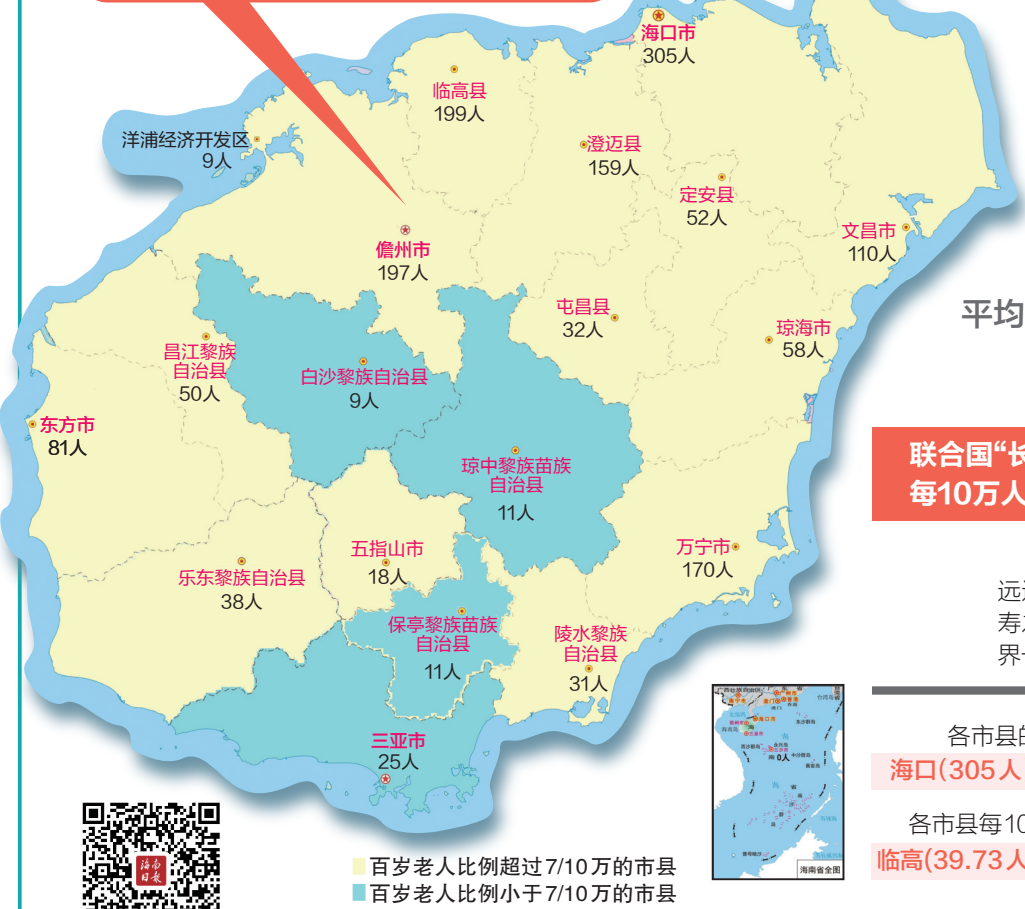 海口市
305人
临高县
199人
洋浦经济开发区
9人
澄迈县
159人
定安县
52人
文昌市
110人
儋州市
197人
屯昌县
32人
琼海市
58人
平均
昌江黎族
自治县
50人
白沙黎族自治县
9人
东方市
81人
琼中黎族苗族
自治县
11人
联合国“长
每10万人
五指山市
18人
万宁市
170人
乐东黎族自治县
38人
保亭黎族苗族
自治县
11人
陵水黎族
自治县
31人
远
寿
界
三亚市
25人
各市县的
海口(305人
各市县每10
临高(39.73人
海南省全图
0人
海南
日报
百岁老人比例超过7/10万的市县
百岁老人比例小于7/10万的市县